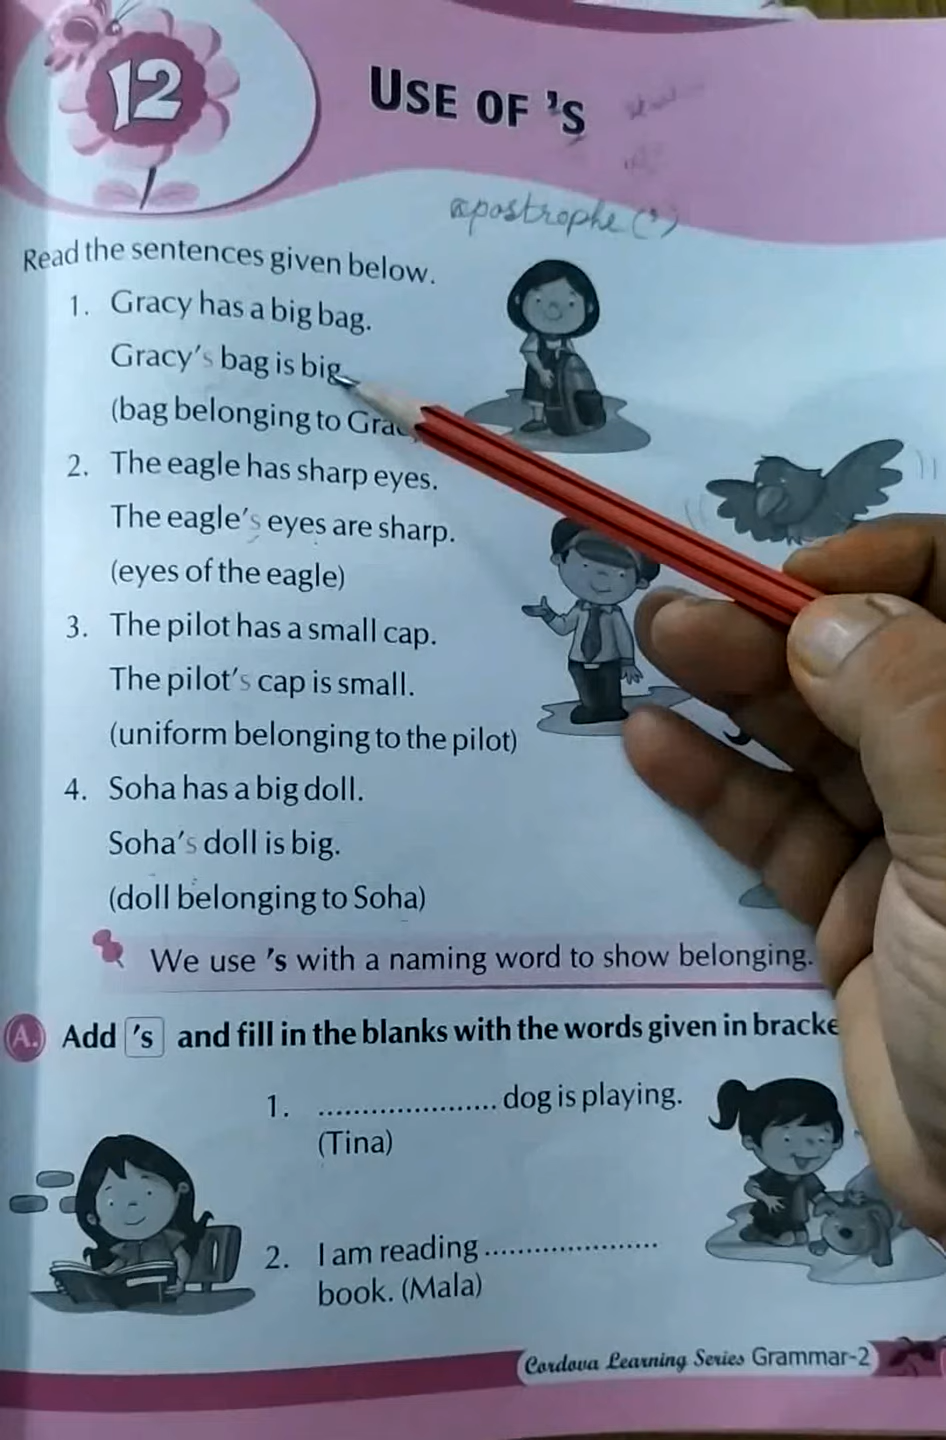 12
USE OF 's
apostrophe (')
Read the sentences given below.
1. Gracy has a big bag.
Gracy's bag is big
(bag belonging to Grac
2. The eagle has sharp eyes.
The eagle's eyes are sharp.
(eyes of the eagle)
3. The pilot has a small cap.
The pilot's cap is small.
(uniform belonging to the pilot)
4. Soha has a big doll.
Soha's doll is big.
(doll belonging to Soha)
We use 's with a naming word to show belonging.
A. Add 's and fill in the blanks with the words given in bracke
1. ..................... dog is playing.
(Tina)
2. I am reading .....................
book. (Mala)
Cordova Learning Series Grammar-2